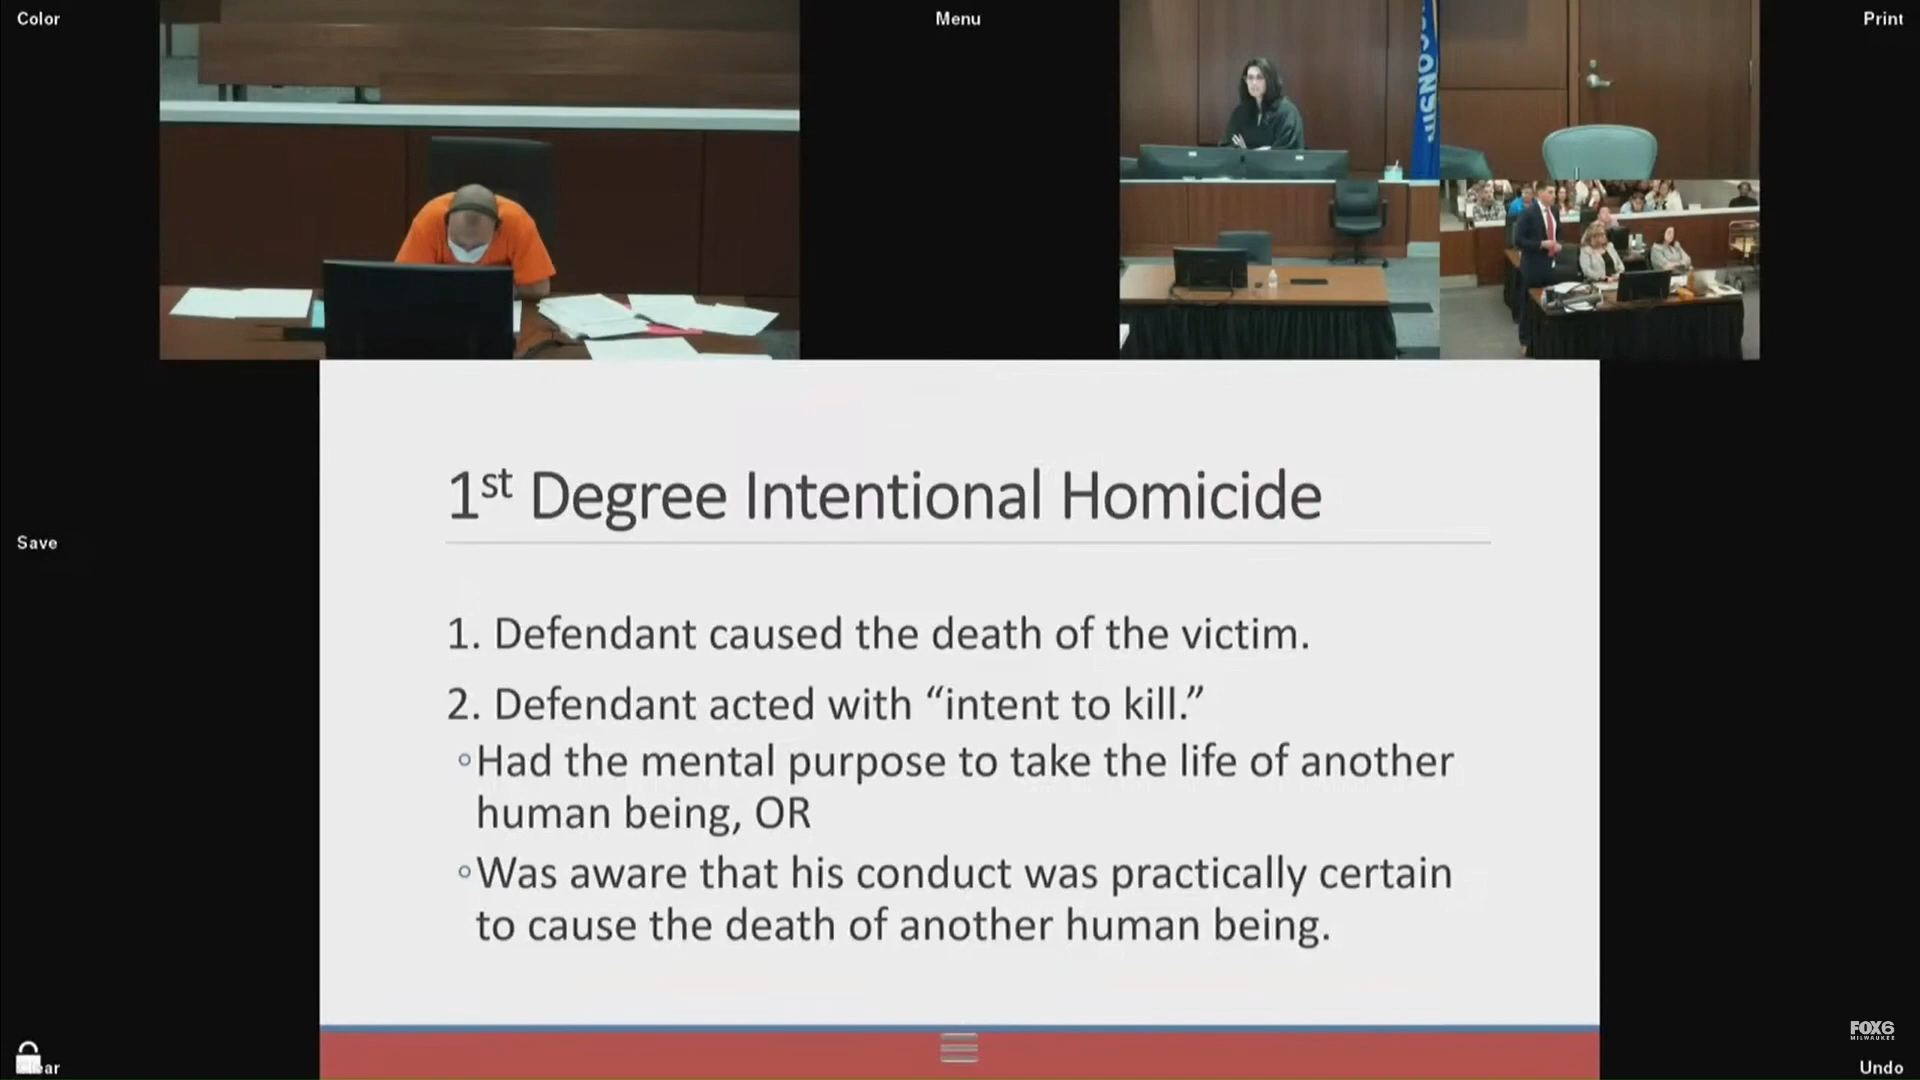 Color
Menu
Print
CONSIN
1st Degree Intentional Homicide
Save
1. Defendant caused the death of the victim.
2. Defendant acted with “intent to kill.”
◦Had the mental purpose to take the life of another
human being, OR
◦Was aware that his conduct was practically certain
to cause the death of another human being.
FOX6
MILWAUKEE
Undo